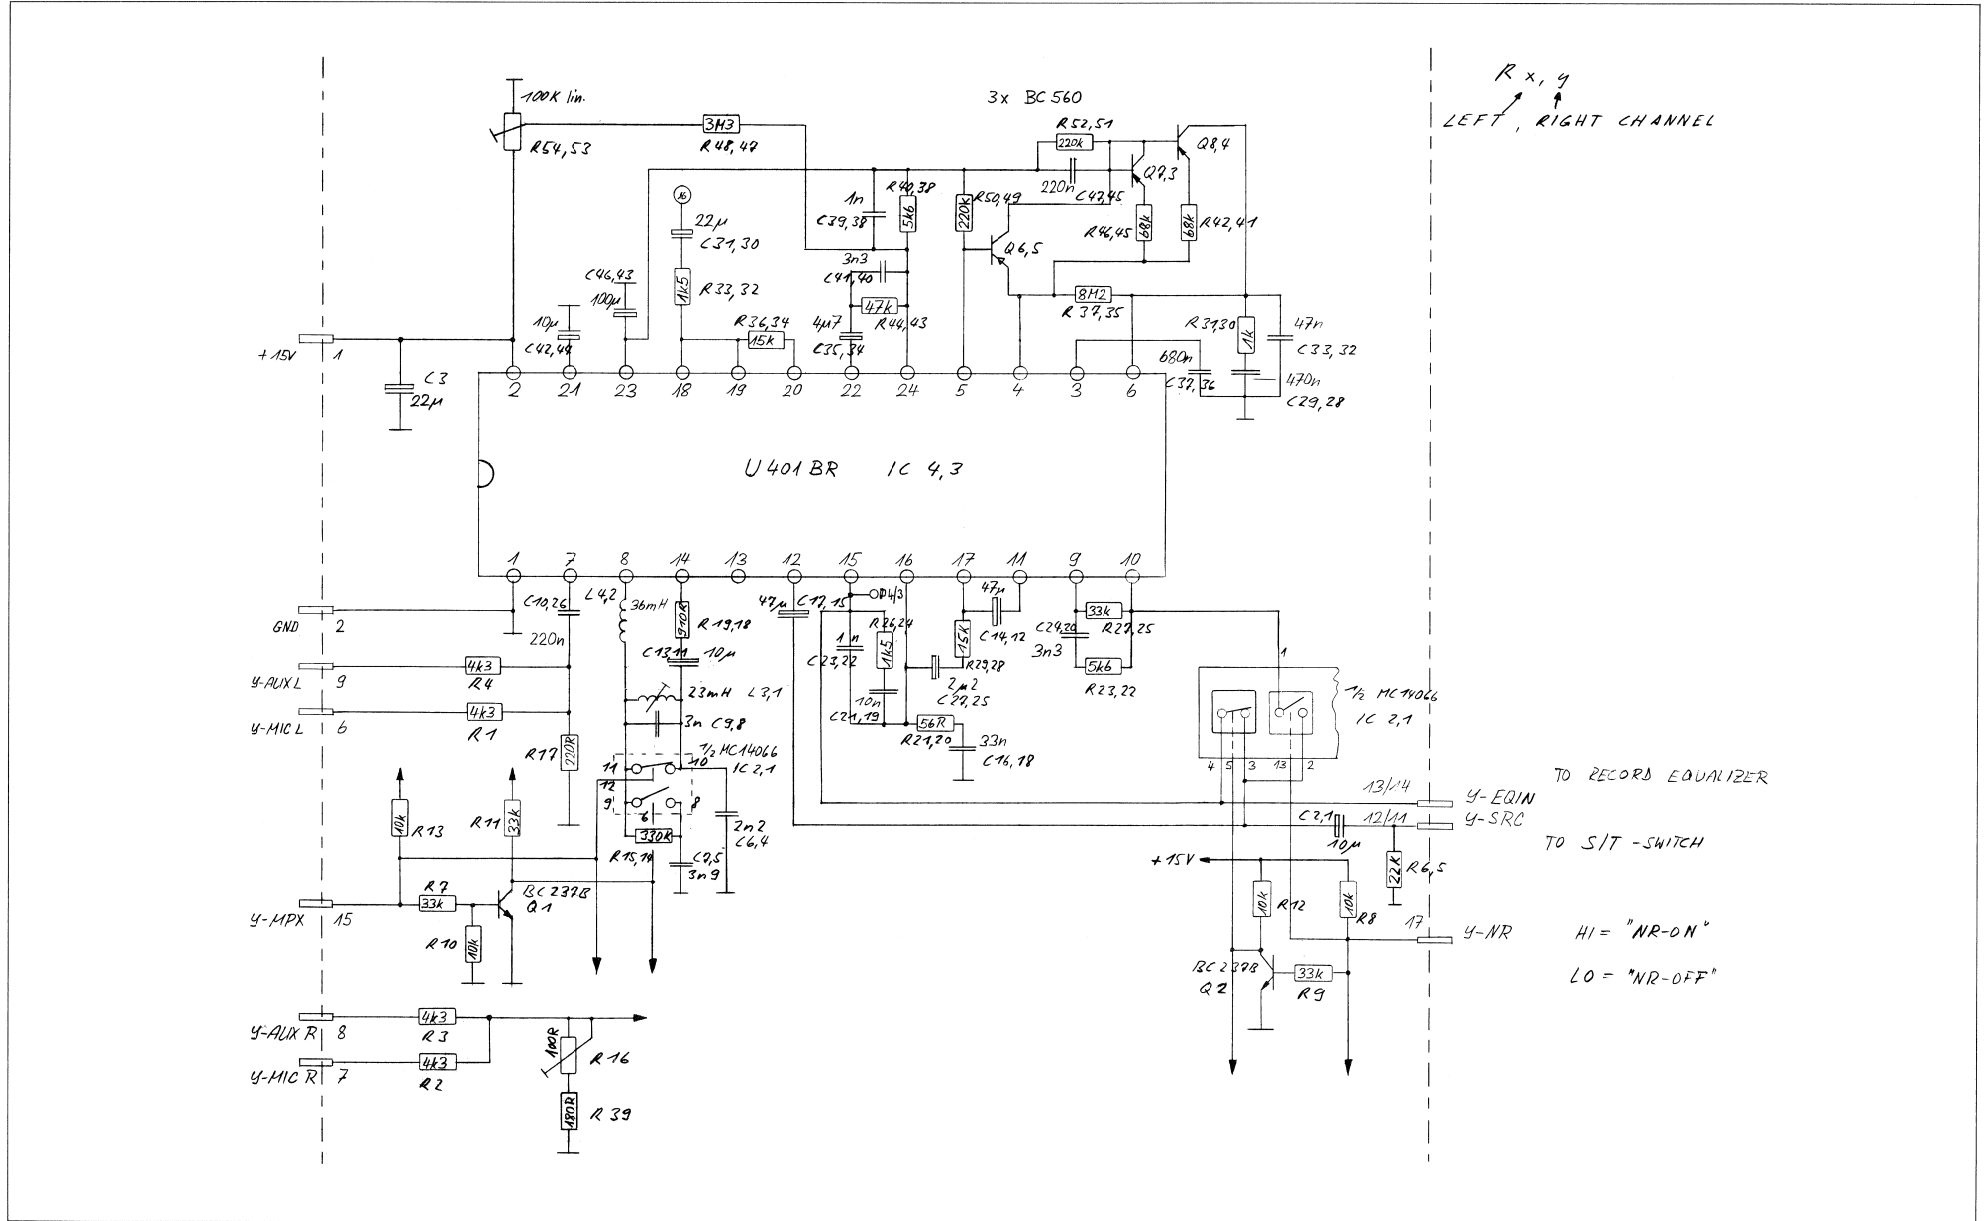 R x, y
LEFT, RIGHT CHANNEL
100K lin.
R54,53
3M3
R48,47
3x BC560
R52,51
220k
220n
C47,45
Q8,4
Q7,3
R46,45
68k
68k
R42,41
16
22µ
C31,30
1k5
R33,32
1n
C39,38
R40,38
5k6
R50,49
220k
Q6,5
3n3
C41,40
47k
R44,43
4µ7
C35,34
C46,43
100µ
10µ
C42,44
R36,34
15k
8M2
R37,35
R31,30
1k
47n
C33,32
680n
C37,36
470n
C29,28
+15V
1
C3
22µ
2
21
23
18
19
20
22
24
5
4
3
6
U401BR IC 4,3
1
7
8
14
13
12
15
16
17
11
9
10
GND
2
C10,26
220n
L4,2
36mH
910R
R19,18
C13,11
10µ
47µ
C17,15
P4/3
1n
C23,22
R26,24
1k5
10n
C21,19
15k
R29,28
47µ
C14,12
2µ2
C27,25
56R
R21,20
33n
C16,18
33k
R27,25
C24,20
3n3
5k6
R23,22
Y-AUXL
9
4k3
R4
Y-MICL
6
4k3
R1
R17
220R
23mH L3,1
3n C9,8
1/2 MC14066
IC2,1
11
10
12
9
8
6
330k
R15,14
2n2
C6,4
C7,5
3n9
1
1/2 MC14066
IC 2,1
4
5
3
13
2
10k
R13
R11
33k
Y-MPX
15
R7
33k
BC237B
Q1
R10
10k
13/14
Y-EQIN
TO RECORD EQUALIZER
C2,1
10µ
12/11
Y-SRC
TO S/T-SWITCH
22k
R6,5
+15V
10k
R12
10k
R8
17
Y-NR
HI = "NR-ON"
LO = "NR-OFF"
BC237B
Q2
33k
R9
Y-AUX R
8
4k3
R3
Y-MIC R
7
4k3
R2
100R
R16
180R
R39